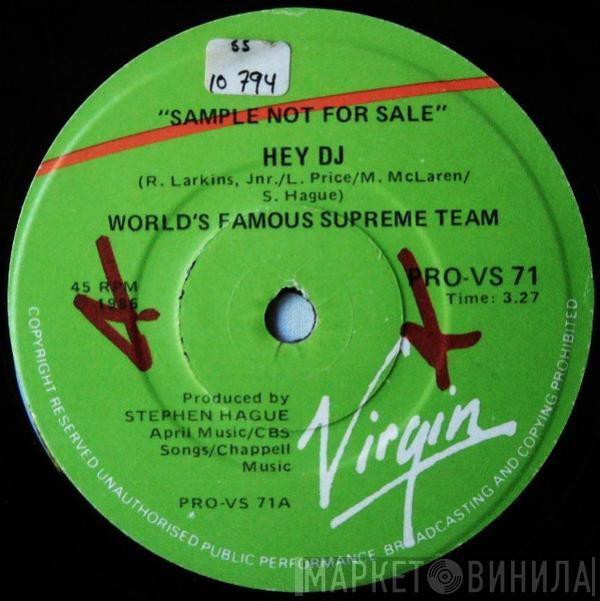 SS
10 794
"SAMPLE NOT FOR SALE"
HEY DJ
(R. Larkins, Jnr./L. Price/M. McLaren/
S. Hague)
WORLD'S FAMOUS SUPREME TEAM
45 RPM
1986
PRO-VS 71
Time: 3.27
Produced by
STEPHEN HAGUE
April Music/CBS
Songs/Chappell
Music
PRO-VS 71A
Virgin
COPYRIGHT RESERVED UNAUTHORISED PUBLIC PERFORMANCE, BROADCASTING AND COPYING PROHIBITED
МАРКЕТ ВИНИЛА